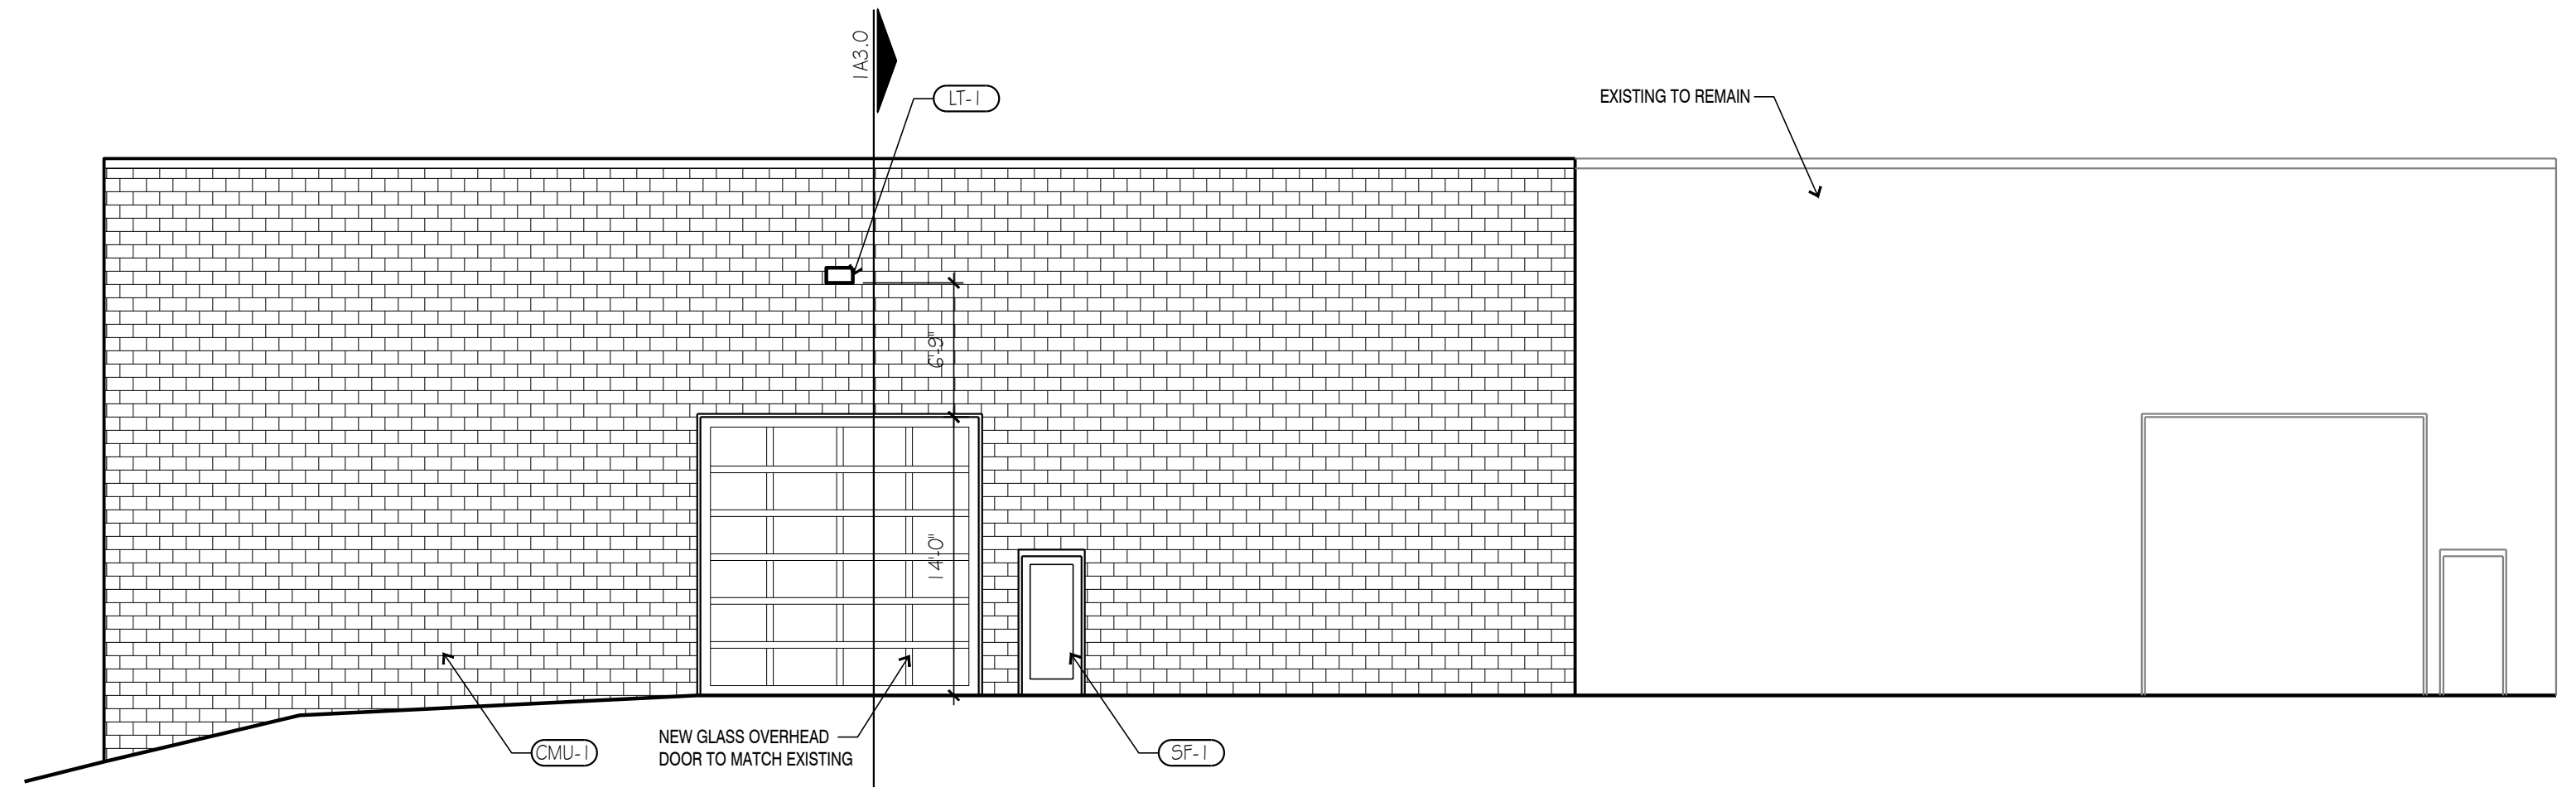 1A3.0
LT-1
EXISTING TO REMAIN
6'-9"
14'-0"
CMU-1
NEW GLASS OVERHEAD
DOOR TO MATCH EXISTING
SF-1